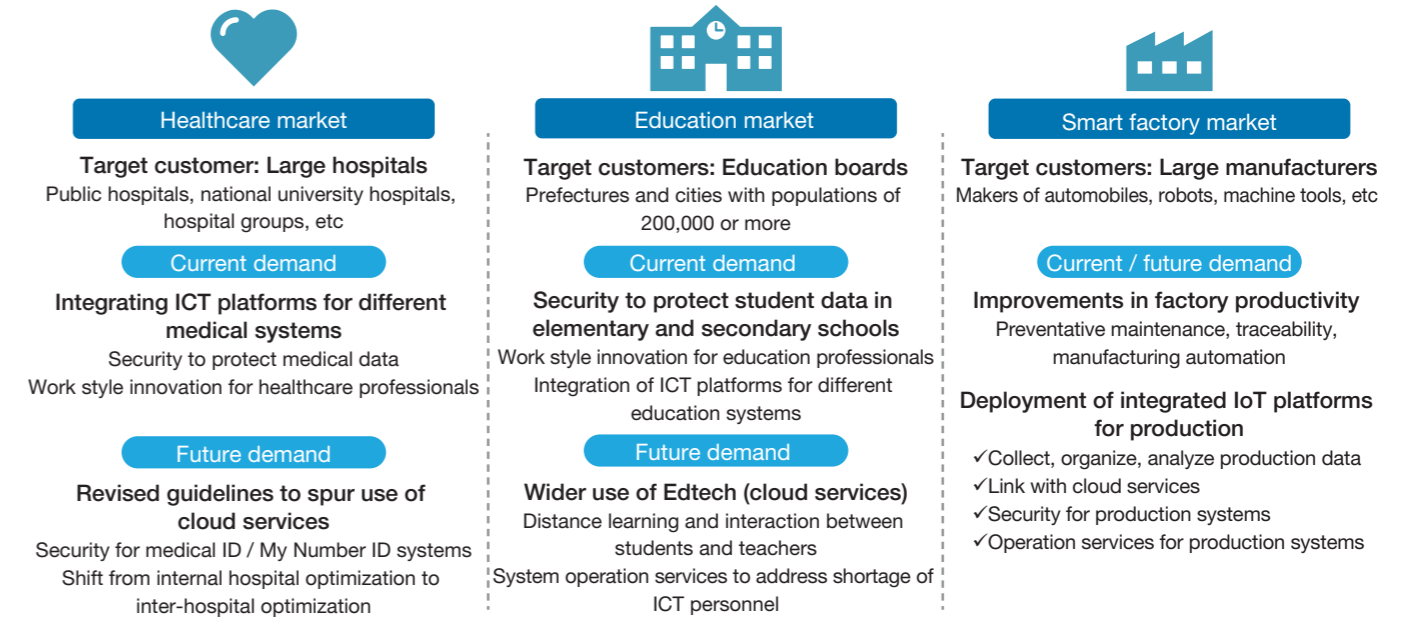 Healthcare market
Target customer: Large hospitals
Public hospitals, national university hospitals,
hospital groups, etc
Current demand
Integrating ICT platforms for different
medical systems
Security to protect medical data
Work style innovation for healthcare professionals
Future demand
Revised guidelines to spur use of
cloud services
Security for medical ID / My Number ID systems
Shift from internal hospital optimization to
inter-hospital optimization
Education market
Target customers: Education boards
Prefectures and cities with populations of
200,000 or more
Current demand
Security to protect student data in
elementary and secondary schools
Work style innovation for education professionals
Integration of ICT platforms for different
education systems
Future demand
Wider use of Edtech (cloud services)
Distance learning and interaction between
students and teachers
System operation services to address shortage of
ICT personnel
Smart factory market
Target customers: Large manufacturers
Makers of automobiles, robots, machine tools, etc
Current / future demand
Improvements in factory productivity
Preventative maintenance, traceability,
manufacturing automation
Deployment of integrated IoT platforms
for production
✓Collect, organize, analyze production data
✓Link with cloud services
✓Security for production systems
✓Operation services for production systems